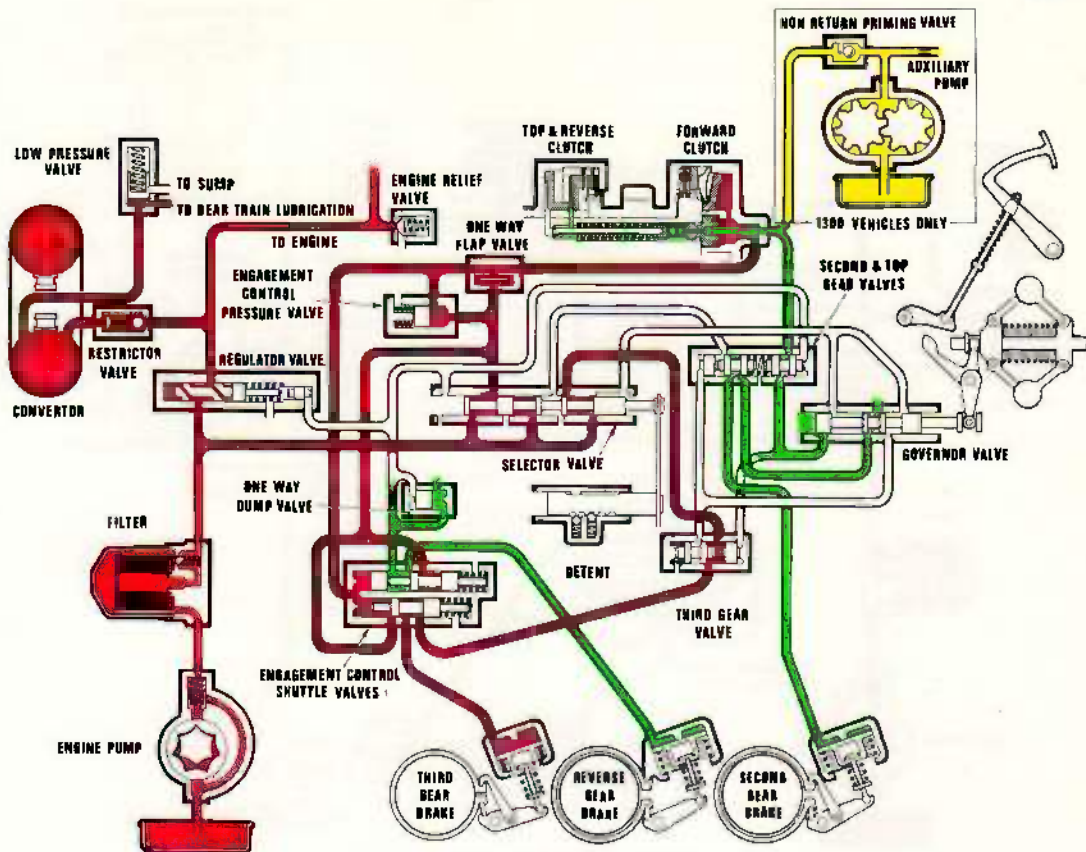 NON RETURN PRIMING VALVE
AUXILIARY
PUMP
1300 VEHICLES ONLY
TOP & REVERSE
CLUTCH
FORWARD
CLUTCH
LOW PRESSURE
VALVE
TO SUMP
TO GEAR TRAIN LUBRICATION
TO ENGINE
ENGINE RELIEF
VALVE
ONE WAY
FLAP VALVE
ENGAGEMENT
CONTROL
PRESSURE VALVE
SECOND & TOP
GEAR VALVES
RESTRICTOR
VALVE
REGULATOR VALVE
CONVERTOR
SELECTOR VALVE
GOVERNOR VALVE
ONE WAY
DUMP VALVE
FILTER
DETENT
THIRD GEAR
VALVE
ENGAGEMENT CONTROL
SHUTTLE VALVES
ENGINE PUMP
THIRD
GEAR
BRAKE
REVERSE
GEAR
BRAKE
SECOND
GEAR
BRAKE